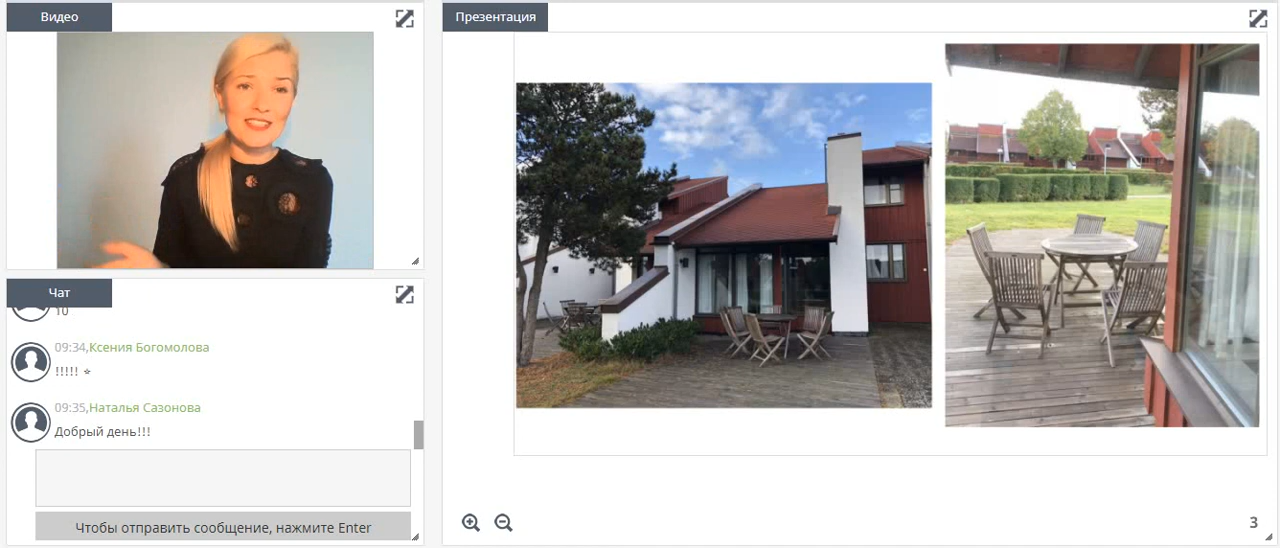 Видео
Презентация
Чат
10
09:34,Ксения Богомолова
!!!!! ⭐
09:35,Наталья Сазонова
Добрый день!!!
Чтобы отправить сообщение, нажмите Enter
3